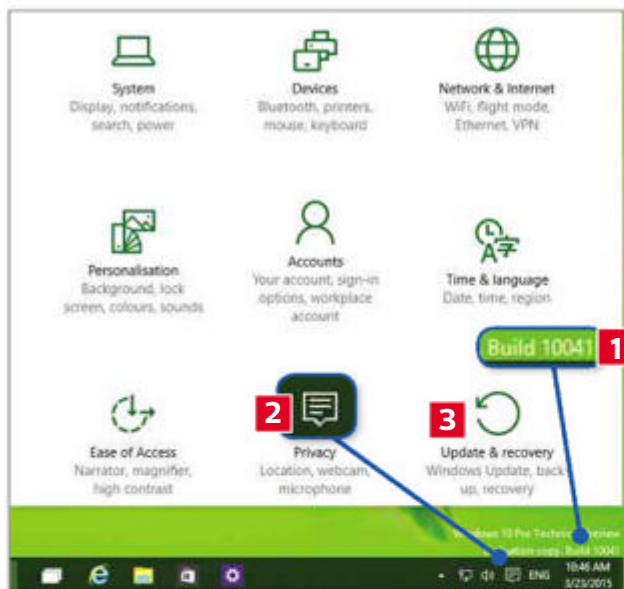 System
Display, notifications,
search, power
Devices
Bluetooth, printers,
mouse, keyboard
Network & Internet
WiFi, flight mode,
Ethernet, VPN
Personalisation
Background, lock
screen, colours, sounds
Accounts
Your account, sign-in
options, workplace
account
Time & language
Date, time, region
Build 10041
1
2
3
Ease of Access
Narrator, magnifier,
high contrast
Privacy
Location, webcam,
microphone
Update & recovery
Windows Update, back-
up, recovery
Windows 10 Pro Technical Preview
copy. Build 10041
ENG
10:46 AM
3/23/2015